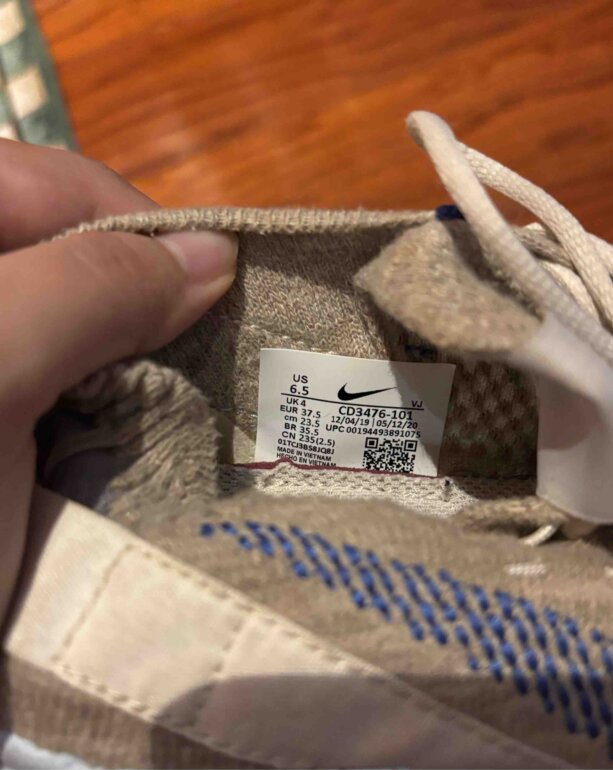 US
6.5
VJ
UK 4
CD3476-101
EUR 37.5
12/04/19 | 05/12/20
cm 23.5
UPC 00194493891075
BR 35.5
CN 235(2.5)
01TCJ3BS8JQ8J
MADE IN VIETNAM
HECHO EN VIETNAM